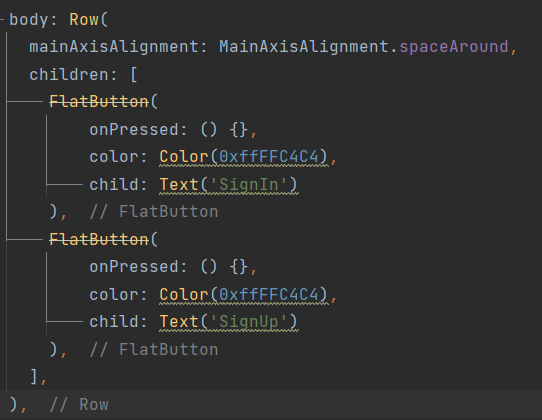 body: Row(
mainAxisAlignment: MainAxisAlignment.spaceAround,
children: [
FlatButton(
onPressed: () {},
color: Color(0xffFFC4C4),
child: Text('SignIn')
), // FlatButton
FlatButton(
onPressed: () {},
color: Color(0xffFFC4C4),
child: Text('SignUp')
), // FlatButton
],
), // Row